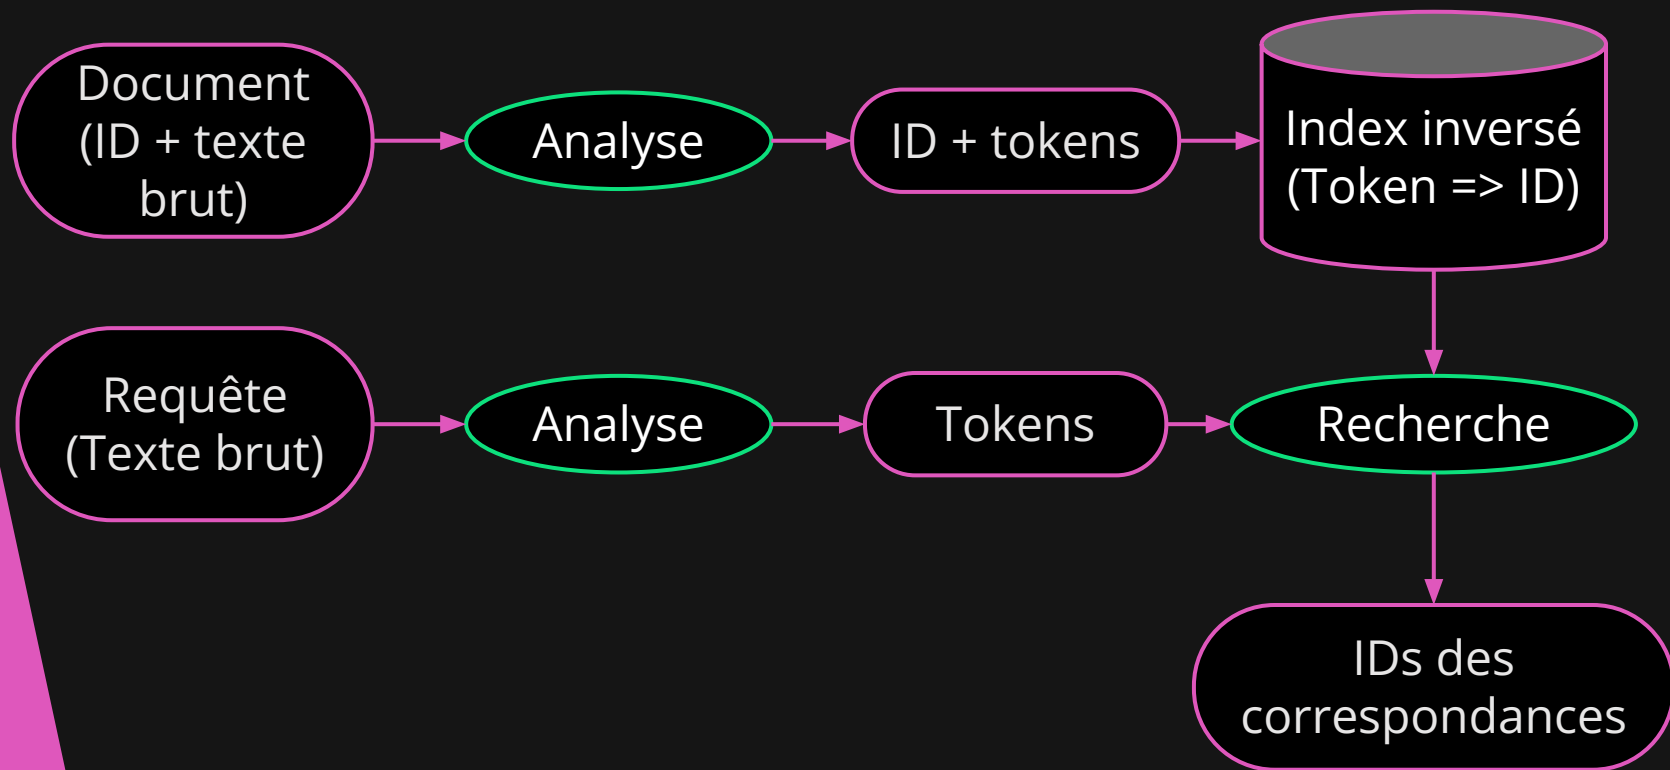 Document
(ID + texte
brut)
Analyse
ID + tokens
Index inversé
(Token => ID)
Requête
(Texte brut)
Analyse
Tokens
Recherche
IDs des
correspondances